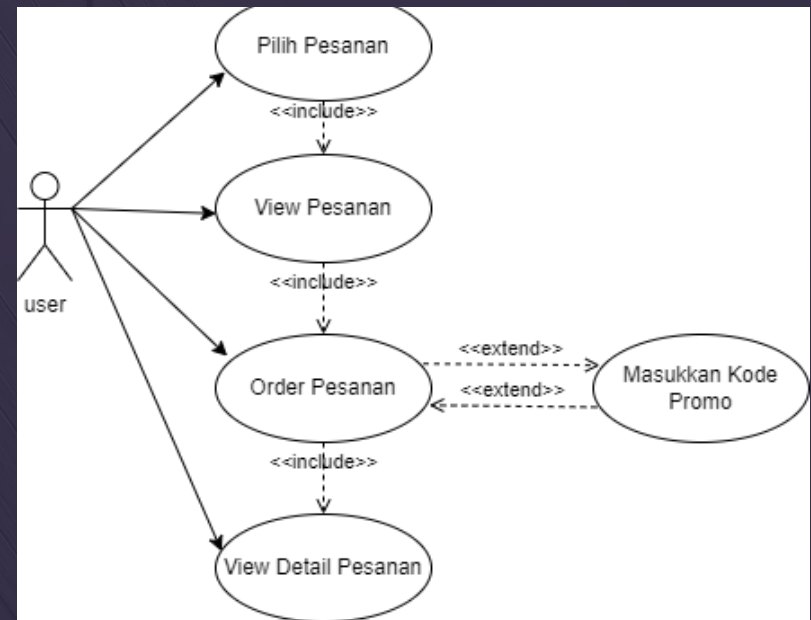 Pilih Pesanan
<<include>>
View Pesanan
user
<<include>>
Order Pesanan
<<extend>>
<<extend>>
Masukkan Kode
Promo
<<include>>
View Detail Pesanan